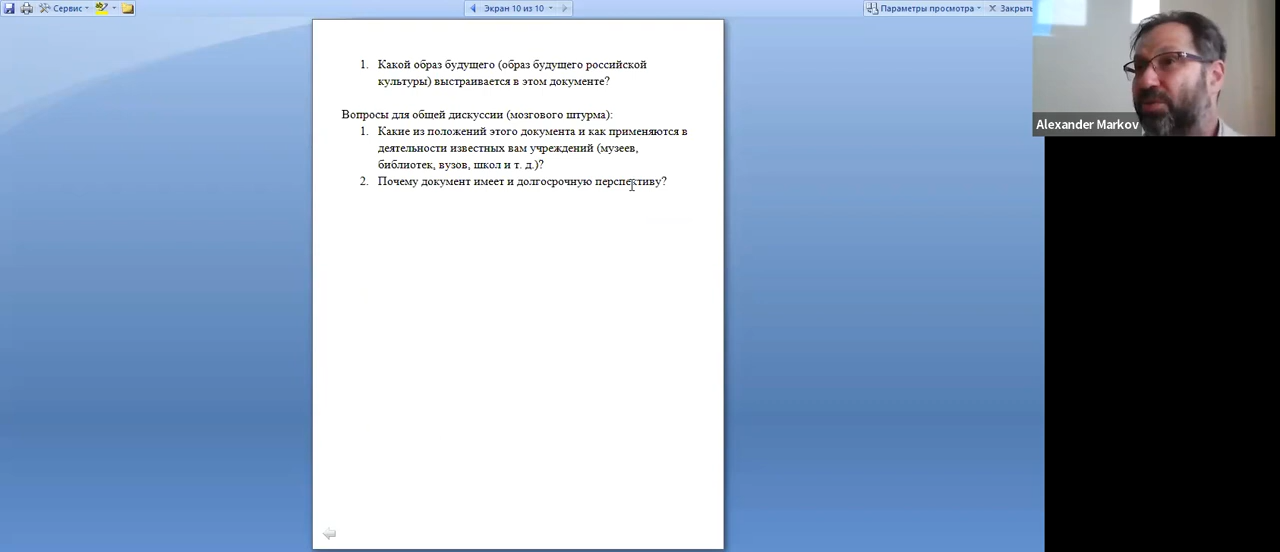 Сервис
Экран 10 из 10
Параметры просмотра
Закрыть
1. Какой образ будущего (образ будущего российской
культуры) выстраивается в этом документе?
Вопросы для общей дискуссии (мозгового штурма):
1. Какие из положений этого документа и как применяются в
деятельности известных вам учреждений (музеев,
библиотек, вузов, школ и т. д.)?
2. Почему документ имеет и долгосрочную перспективу?
Alexander Markov